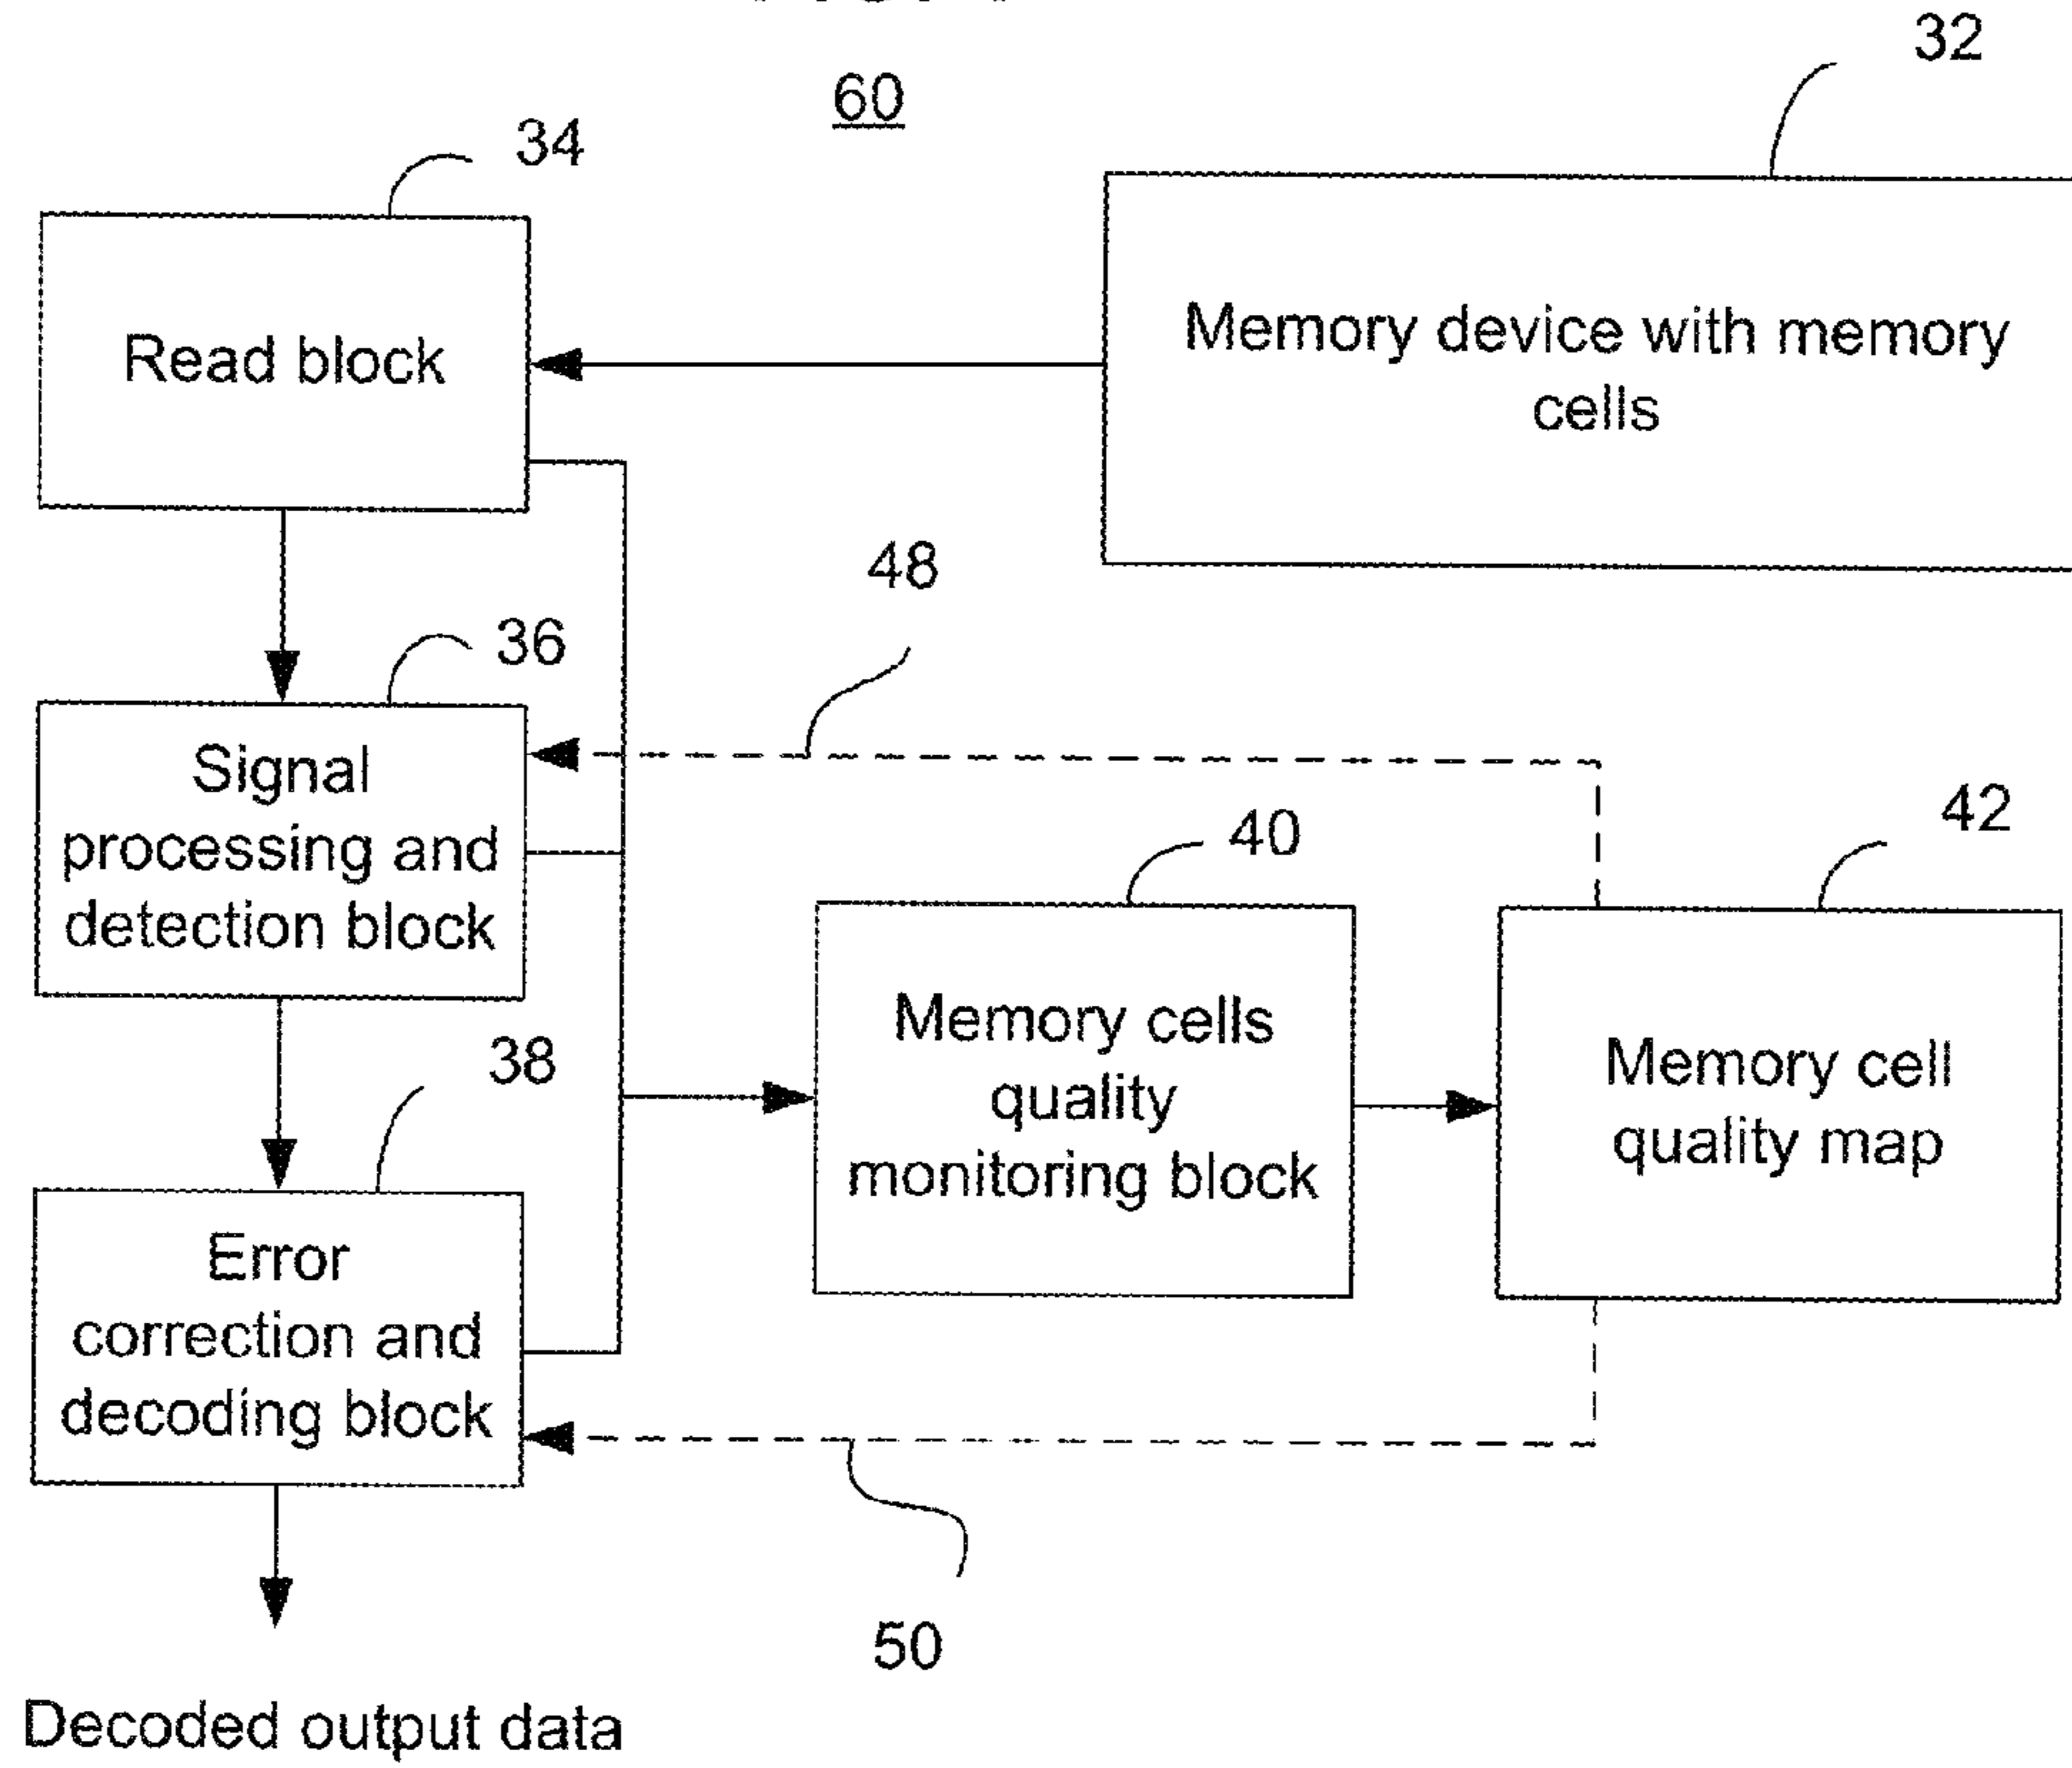 60
32
34
Read block
Memory device with memory
cells
48
36
Signal
processing and
detection block
40
42
Memory cells
quality
monitoring block
Memory cell
quality map
38
Error
correction and
decoding block
50
Decoded output data